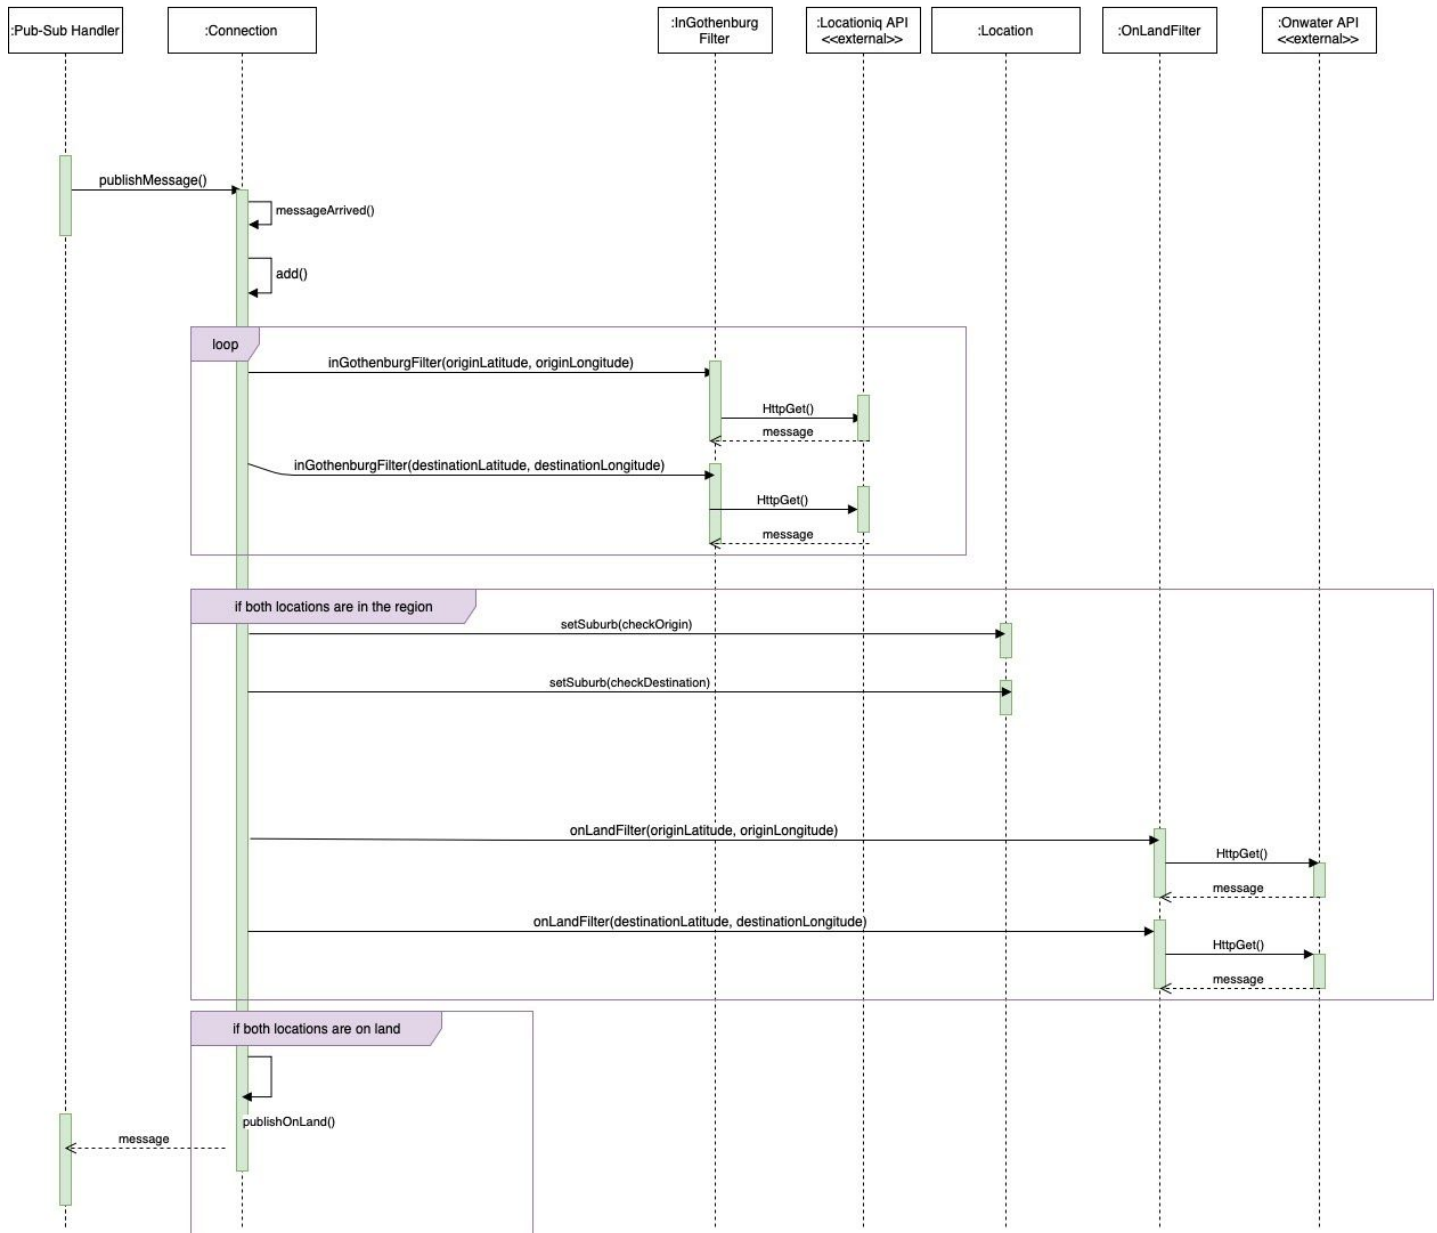 :Pub-Sub Handler
:Connection
:InGothenburg
Filter
:Locationiq API
<<external>>
:Location
:OnLandFilter
:Onwater API
<<external>>
publishMessage()
messageArrived()
add()
loop
inGothenburgFilter(originLatitude, originLongitude)
HttpGet()
message
inGothenburgFilter(destinationLatitude, destinationLongitude)
HttpGet()
message
if both locations are in the region
setSuburb(checkOrigin)
setSuburb(checkDestination)
onLandFilter(originLatitude, originLongitude)
HttpGet()
message
onLandFilter(destinationLatitude, destinationLongitude)
HttpGet()
message
if both locations are on land
publishOnLand()
message